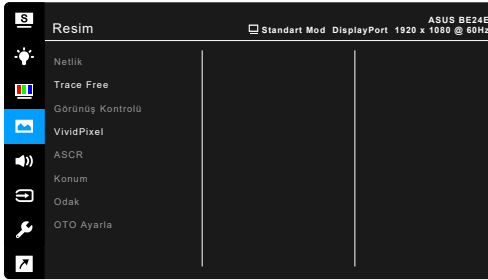 S
Resim
ASUS BE24E
Standart Mod DisplayPort 1920 x 1080 @ 60Hz
Netlik
Trace Free
Görünüş Kontrolü
VividPixel
ASCR
Konum
Odak
OTO Ayarla